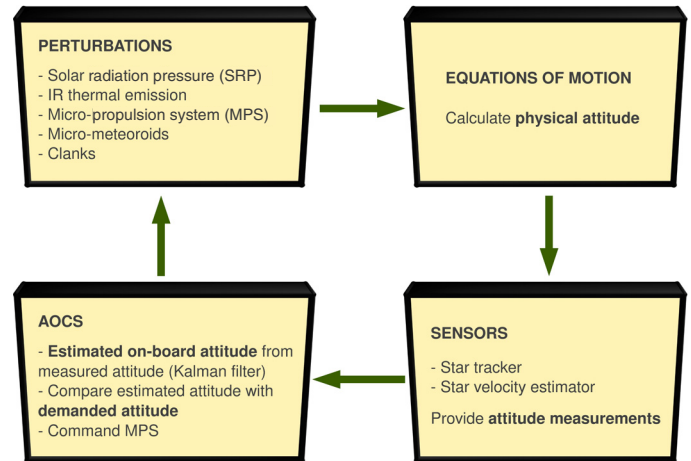 PERTURBATIONS
- Solar radiation pressure (SRP)
- IR thermal emission
- Micro-propulsion system (MPS)
- Micro-meteoroids
- Clanks
EQUATIONS OF MOTION
Calculate physical attitude
AOCS
- Estimated on-board attitude from
measured attitude (Kalman filter)
- Compare estimated attitude with
demanded attitude
- Command MPS
SENSORS
- Star tracker
- Star velocity estimator
Provide attitude measurements